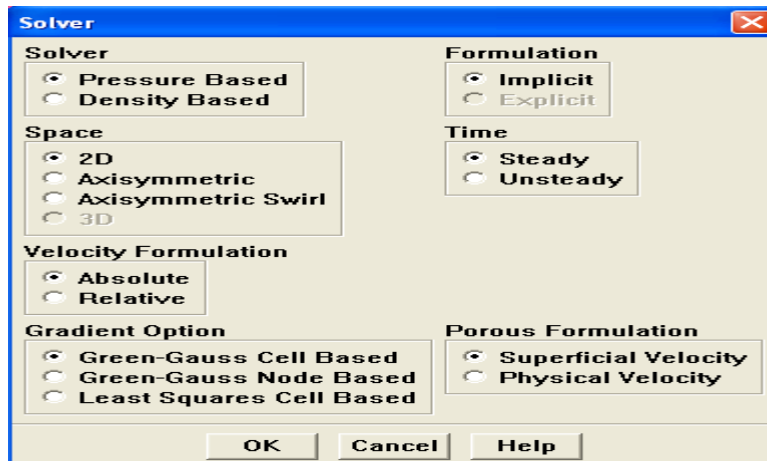 Solver
Solver
Pressure Based
Density Based
Formulation
Implicit
Explicit
Space
2D
Axisymmetric
Axisymmetric Swirl
3D
Time
Steady
Unsteady
Velocity Formulation
Absolute
Relative
Gradient Option
Green-Gauss Cell Based
Green-Gauss Node Based
Least Squares Cell Based
Porous Formulation
Superficial Velocity
Physical Velocity
OK Cancel Help